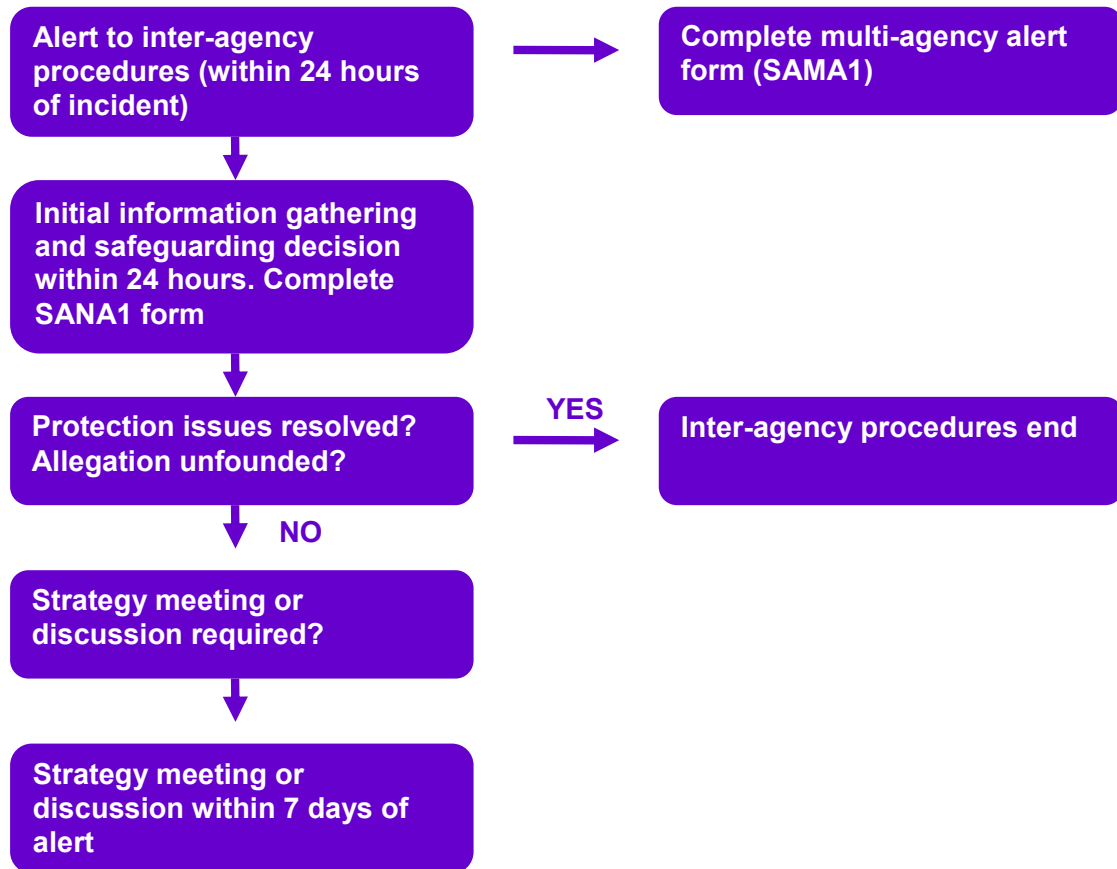 Alert to inter-agency
procedures (within 24 hours
of incident)
Complete multi-agency alert
form (SAMA1)
Initial information gathering
and safeguarding decision
within 24 hours. Complete
SANA1 form
Protection issues resolved?
Allegation unfounded?
YES
Inter-agency procedures end
NO
Strategy meeting or
discussion required?
Strategy meeting or
discussion within 7 days of
alert